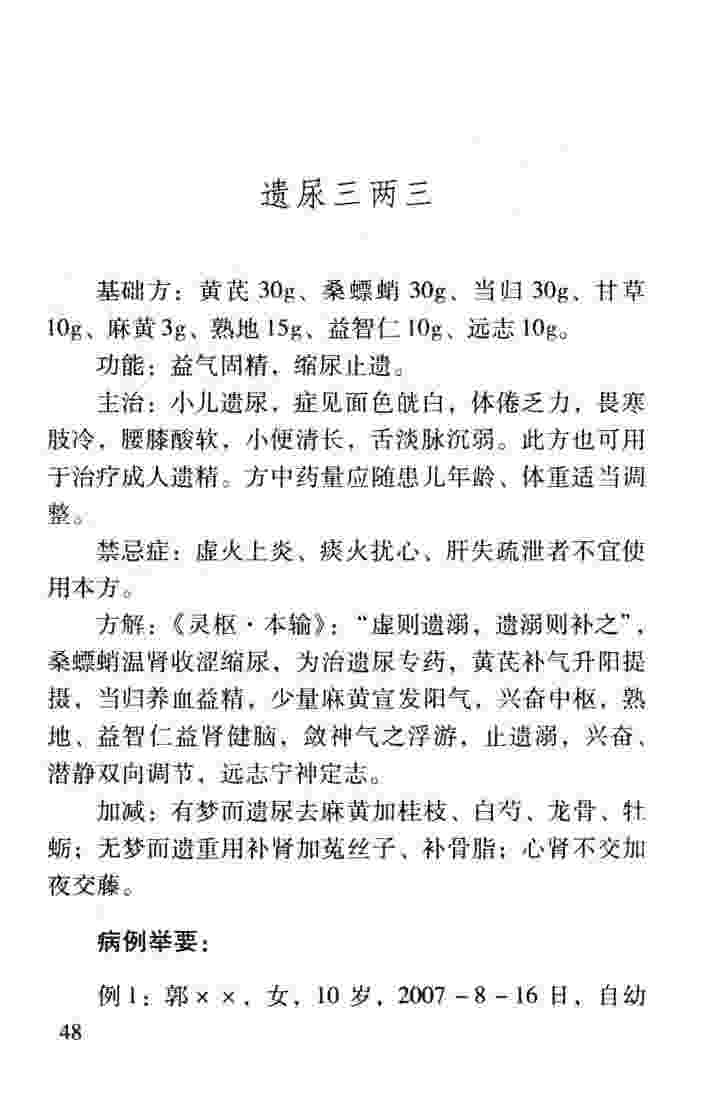 遗尿三两三
基础方：黄芪 30g、桑螵蛸 30g、当归 30g、甘草
10g、麻黄 3g、熟地 15g、益智仁 10g、远志 10g。
功能：益气固精，缩尿止遗。
主治：小儿遗尿，症见面色㿠白，体倦乏力，畏寒
肢冷，腰膝酸软，小便清长，舌淡脉沉弱。此方也可用
于治疗成人遗精。方中药量应随患儿年龄、体重适当调
整。
禁忌症：虚火上炎、痰火扰心、肝失疏泄者不宜使
用本方。
方解：《灵枢·本输》：“虚则遗溺，遗溺则补之”，
桑螵蛸温肾收涩缩尿，为治遗尿专药，黄芪补气升阳提
摄，当归养血益精，少量麻黄宣发阳气，兴奋中枢，熟
地、益智仁益肾健脑，敛神气之浮游，止遗溺，兴奋、
潜静双向调节，远志宁神定志。
加减：有梦而遗尿去麻黄加桂枝、白芍、龙骨、牡
蛎；无梦而遗重用补肾加菟丝子、补骨脂；心肾不交加
夜交藤。
病例举要：
例 1：郭××，女，10 岁，2007－8－16 日，自幼
48